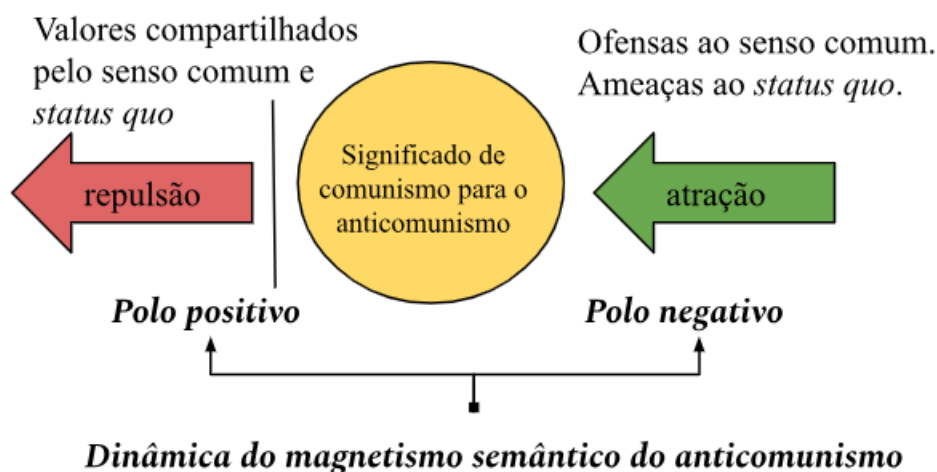 Valores compartilhados
pelo senso comum e
status quo
repulsão
Significado de
comunismo para o
anticomunismo
Ofensas ao senso comum.
Ameaças ao status quo.
atração
Polo positivo
Polo negativo
Dinâmica do magnetismo semântico do anticomunismo